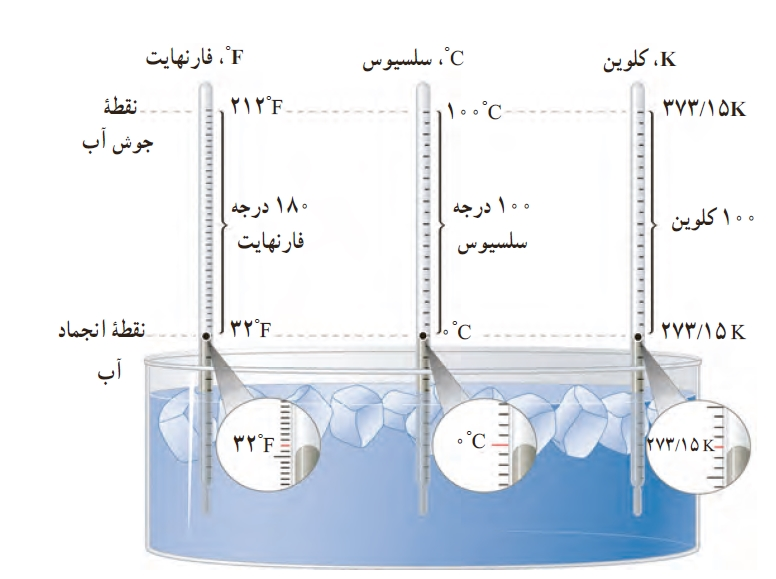 °F، فارنهایت
°C، سلسیوس
K، کلوین
نقطهٔ
جوش آب
۲۱۲°F
۱۰۰°C
۳۷۳/۱۵K
۱۸۰ درجه
فارنهایت
۱۰۰ درجه
سلسیوس
۱۰۰ کلوین
نقطهٔ انجماد
آب
۳۲°F
۰°C
۲۷۳/۱۵ K
۳۲°F
۰°C
۲۷۳/۱۵ K